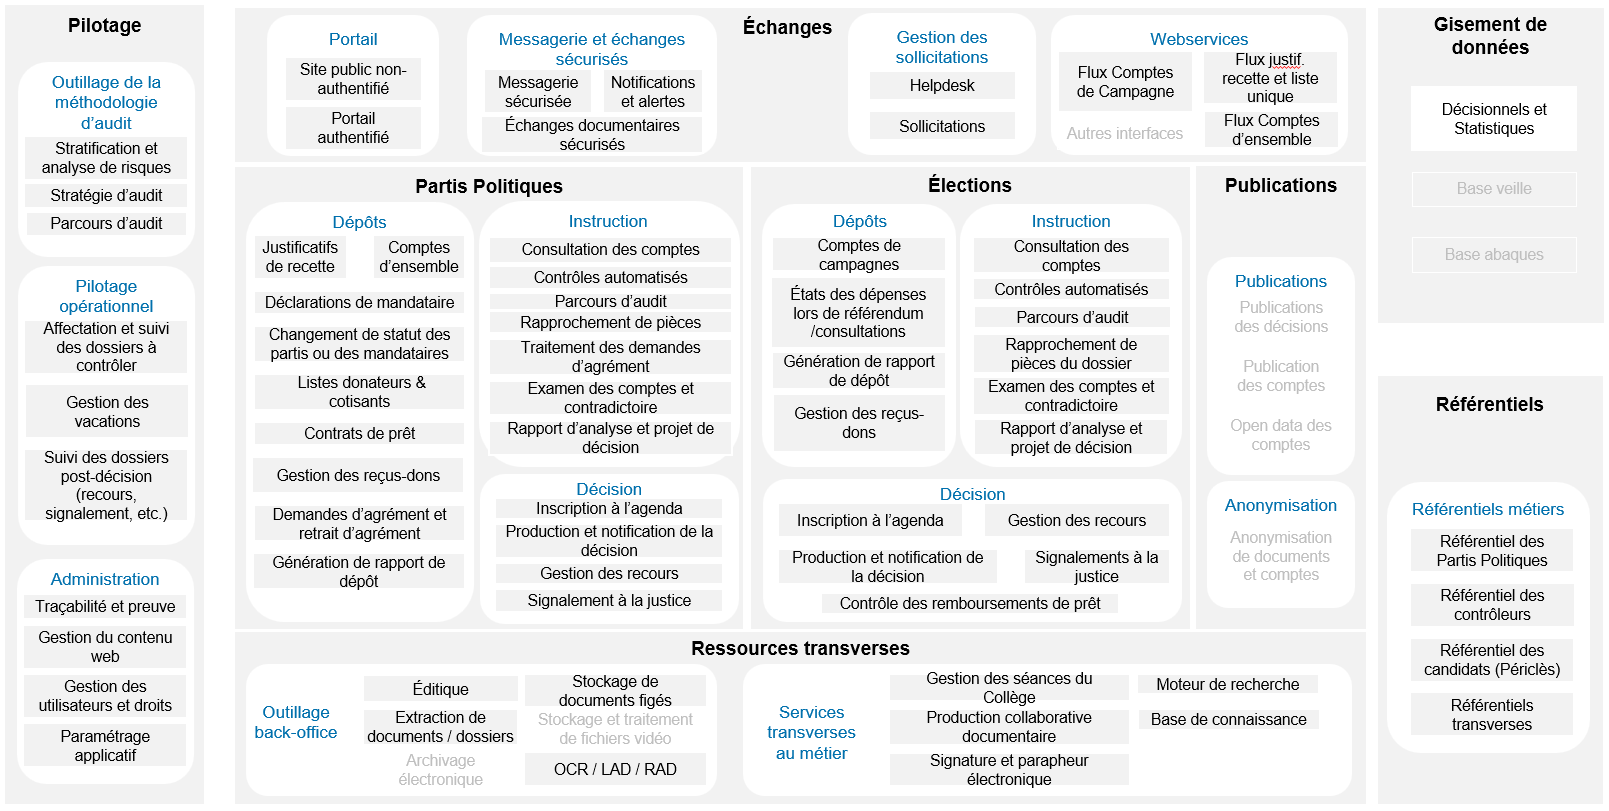 Pilotage
Outillage de la
méthodologie
d’audit
Stratification et
analyse de risques
Stratégie d’audit
Parcours d’audit
Pilotage
opérationnel
Affectation et suivi
des dossiers à
contrôler
Gestion des
vacations
Suivi des dossiers
post-décision
(recours,
signalement, etc.)
Administration
Traçabilité et preuve
Gestion du contenu
web
Gestion des
utilisateurs et droits
Paramétrage
applicatif
Échanges
Portail
Site public non-
authentifié
Portail
authentifié
Messagerie et échanges
sécurisés
Messagerie
sécurisée
Notifications
et alertes
Échanges documentaires
sécurisés
Gestion des
sollicitations
Helpdesk
Sollicitations
Webservices
Flux Comptes
de Campagne
Flux justif.
recette et liste
unique
Autres interfaces
Flux Comptes
d’ensemble
Partis Politiques
Dépôts
Justificatifs
de recette
Comptes
d’ensemble
Déclarations de mandataire
Changement de statut des
partis ou des mandataires
Listes donateurs &
cotisants
Contrats de prêt
Gestion des reçus-dons
Demandes d’agrément et
retrait d’agrément
Génération de rapport de
dépôt
Instruction
Consultation des comptes
Contrôles automatisés
Parcours d’audit
Rapprochement de pièces
Traitement des demandes
d’agrément
Examen des comptes et
contradictoire
Rapport d’analyse et projet de
décision
Décision
Inscription à l’agenda
Production et notification de la
décision
Gestion des recours
Signalement à la justice
Élections
Dépôts
Comptes de
campagnes
États des dépenses
lors de référendum
/consultations
Génération de rapport
de dépôt
Gestion des reçus-
dons
Instruction
Consultation des
comptes
Contrôles automatisés
Parcours d’audit
Rapprochement de
pièces du dossier
Examen des comptes et
contradictoire
Rapport d’analyse et
projet de décision
Décision
Inscription à l’agenda
Gestion des recours
Production et notification de
la décision
Signalements à la
justice
Contrôle des remboursements de prêt
Publications
Publications
Publications
des décisions
Publication
des comptes
Open data des
comptes
Anonymisation
Anonymisation
de documents
et comptes
Ressources transverses
Outillage
back-office
Éditique
Extraction de
documents / dossiers
Archivage
électronique
Stockage de
documents figés
Stockage et traitement
de fichiers vidéo
OCR / LAD / RAD
Services
transverses
au métier
Gestion des séances du
Collège
Production collaborative
documentaire
Signature et parapheur
électronique
Moteur de recherche
Base de connaissance
Gisement de
données
Décisionnels et
Statistiques
Base veille
Base abaques
Référentiels
Référentiels métiers
Référentiel des
Partis Politiques
Référentiel des
contrôleurs
Référentiel des
candidats (Périclès)
Référentiels
transverses